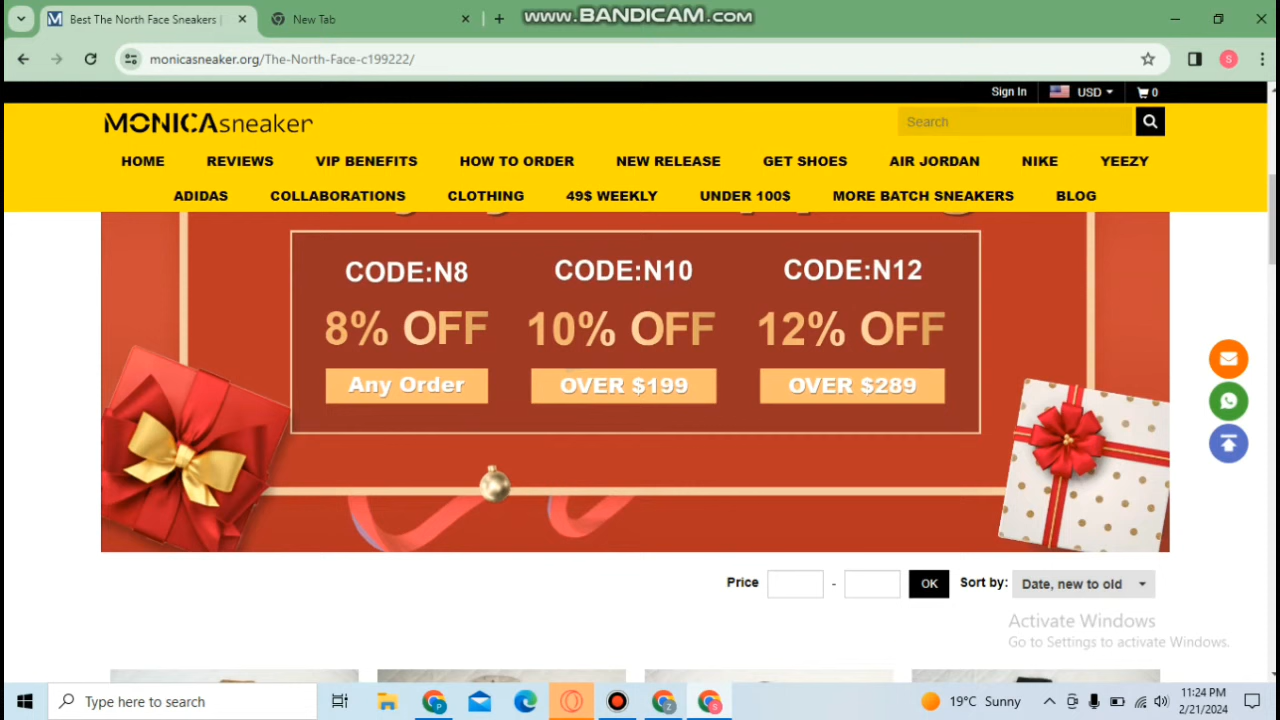 Best The North Face Sneakers |
New Tab
www.BANDICAM.com
monicasneaker.org/The-North-Face-c199222/
S
Sign In
USD
0
MONICAsneaker
Search
HOME
REVIEWS
VIP BENEFITS
HOW TO ORDER
NEW RELEASE
GET SHOES
AIR JORDAN
NIKE
YEEZY
ADIDAS
COLLABORATIONS
CLOTHING
49$ WEEKLY
UNDER 100$
MORE BATCH SNEAKERS
BLOG
CODE:N8
CODE:N10
CODE:N12
8% OFF
10% OFF
12% OFF
Any Order
OVER $199
OVER $289
Price
-
OK
Sort by:
Date, new to old
Activate Windows
Go to Settings to activate Windows.
Type here to search
19°C Sunny
11:24 PM
2/21/2024